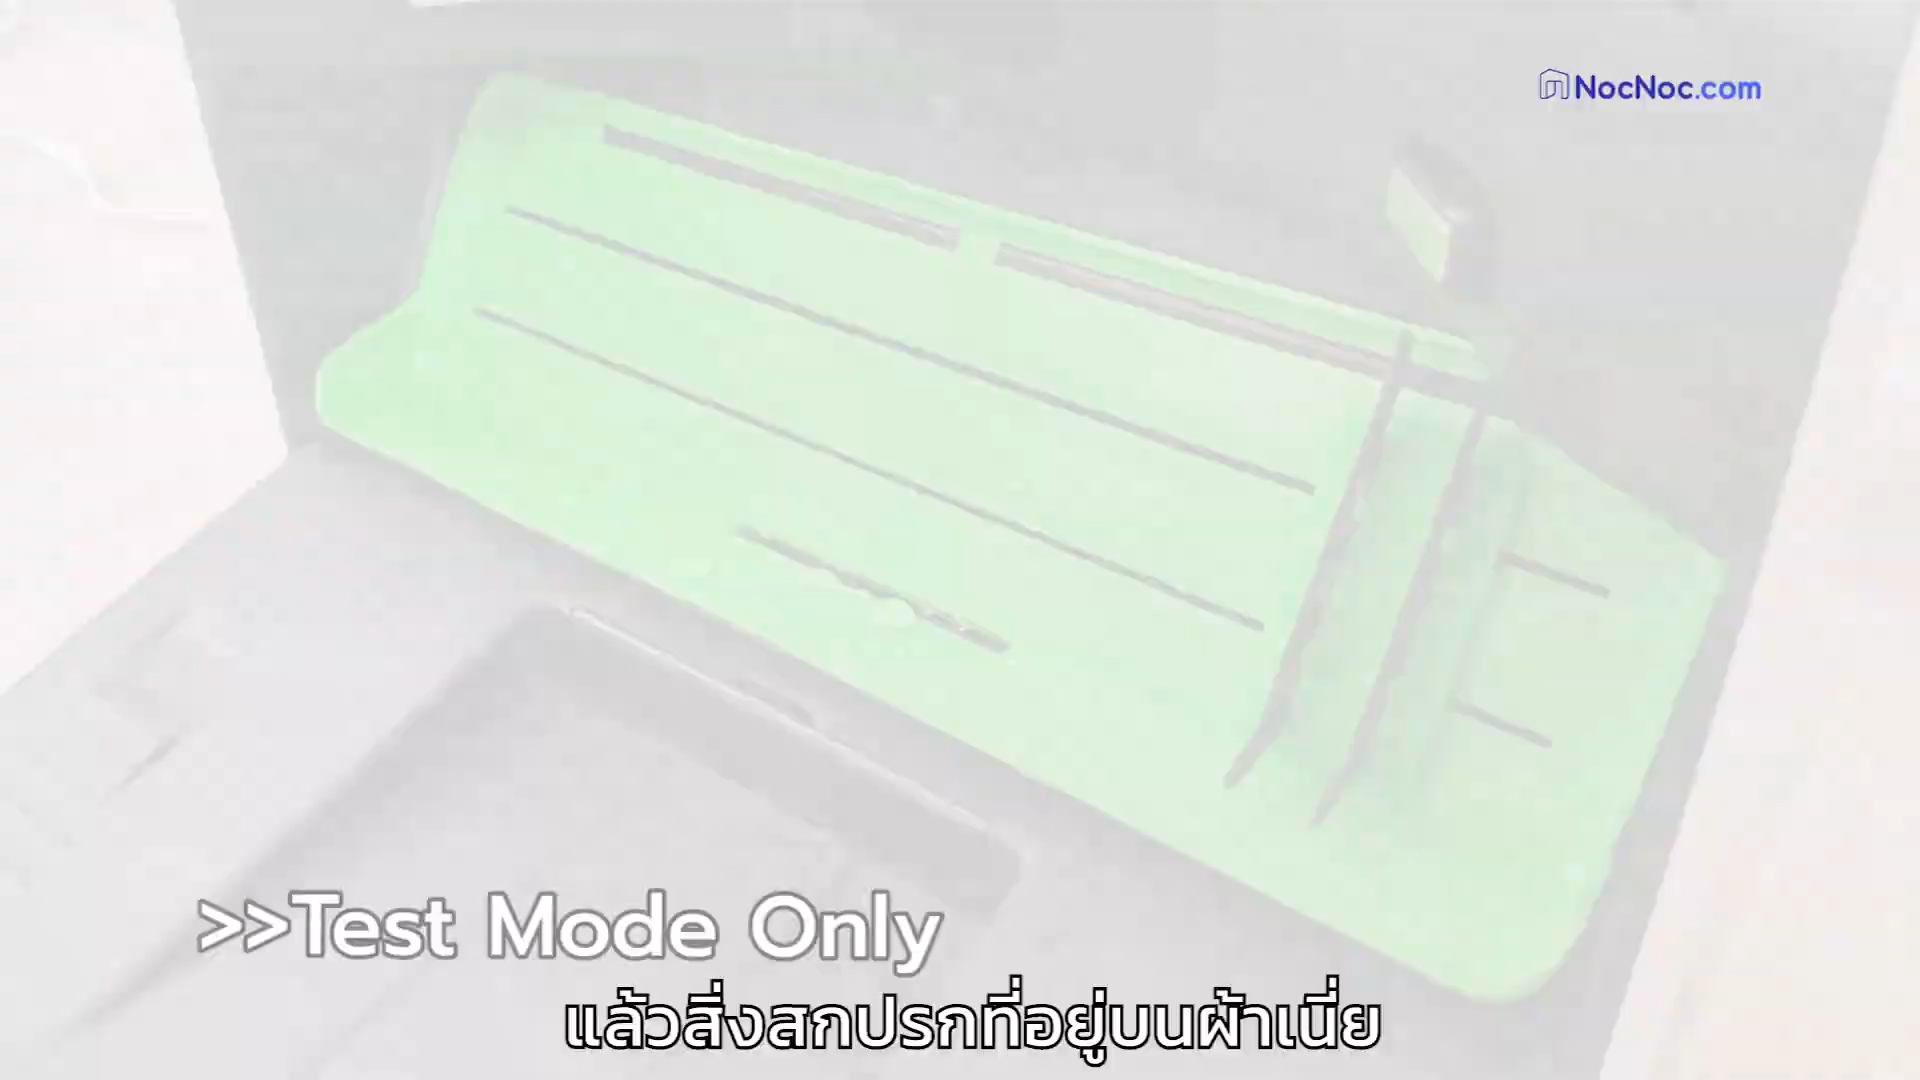 NocNoc.com
>>Test Mode Only
แล้วสิ่งสกปรกที่อยู่บนผ้าเนี่ย